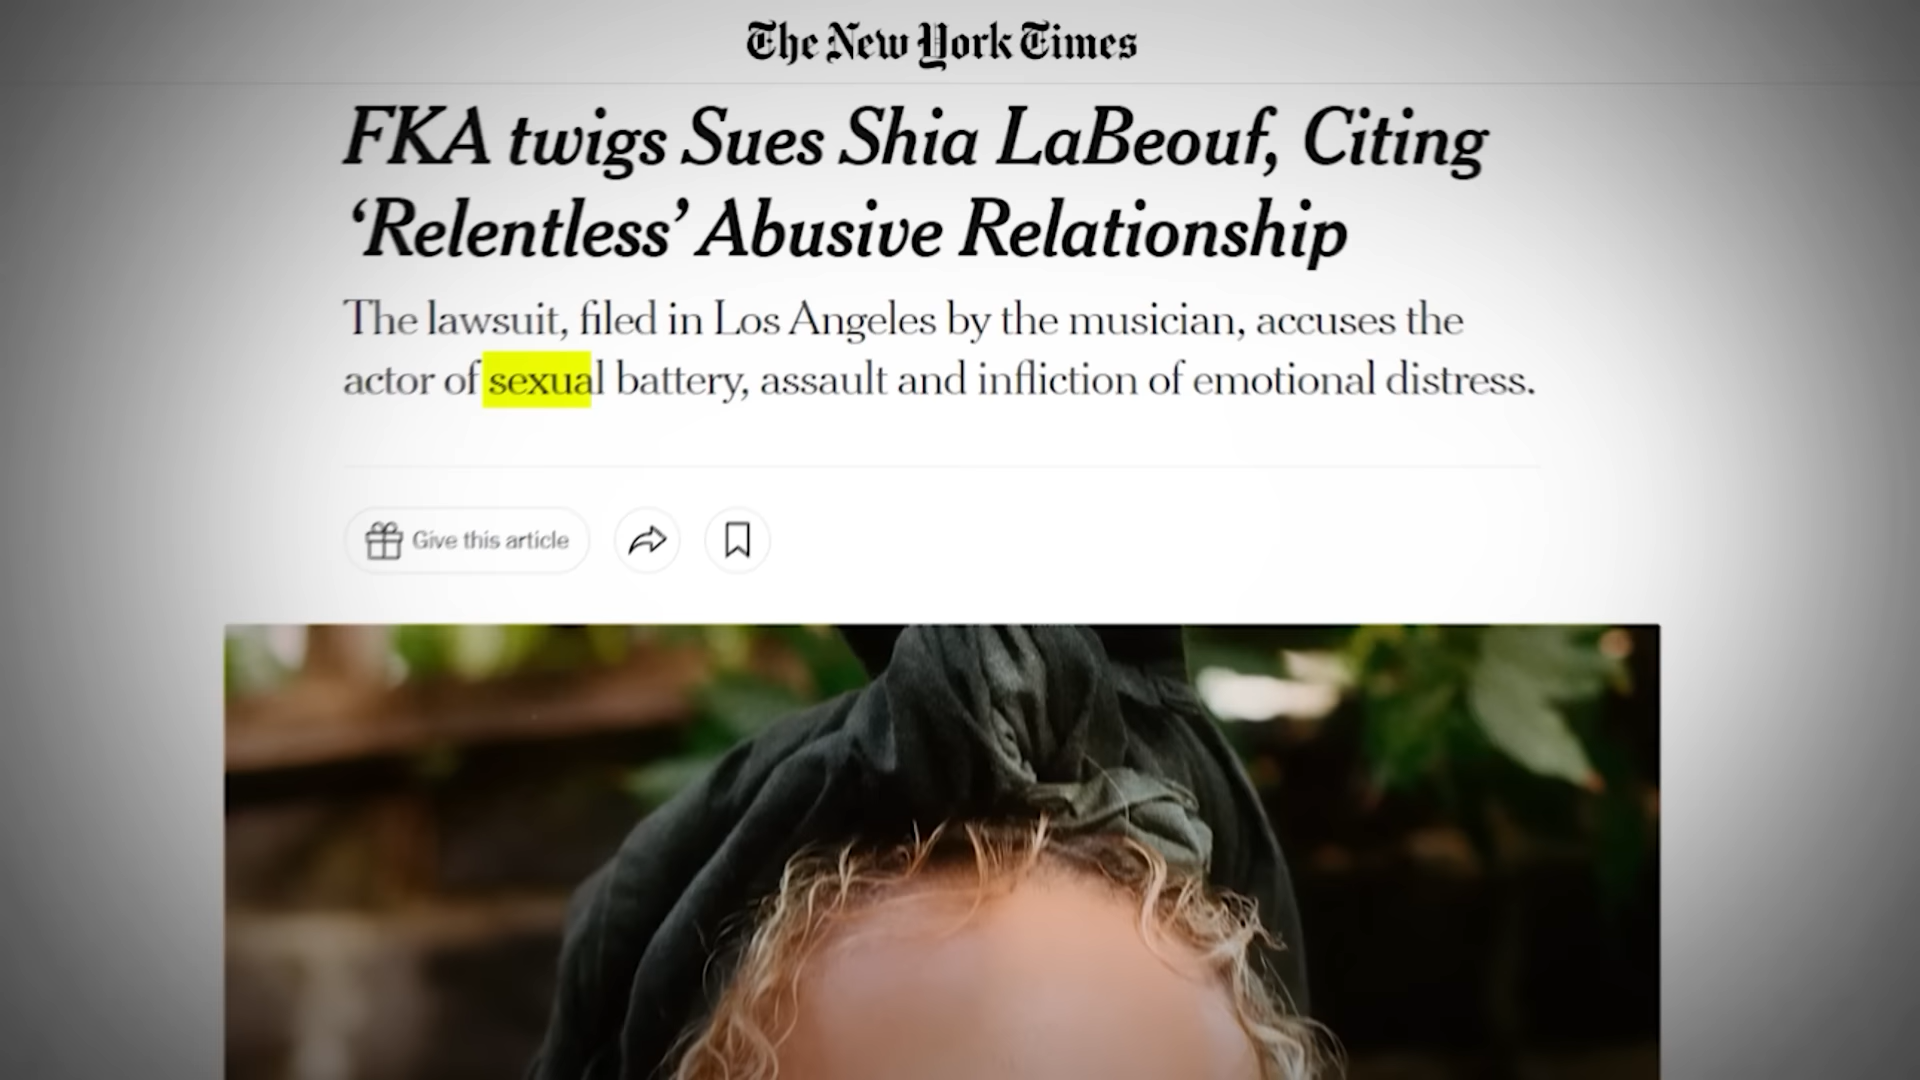 The New York Times
FKA twigs Sues Shia LaBeouf, Citing
‘Relentless’ Abusive Relationship
The lawsuit, filed in Los Angeles by the musician, accuses the
actor of sexual battery, assault and infliction of emotional distress.
Give this article